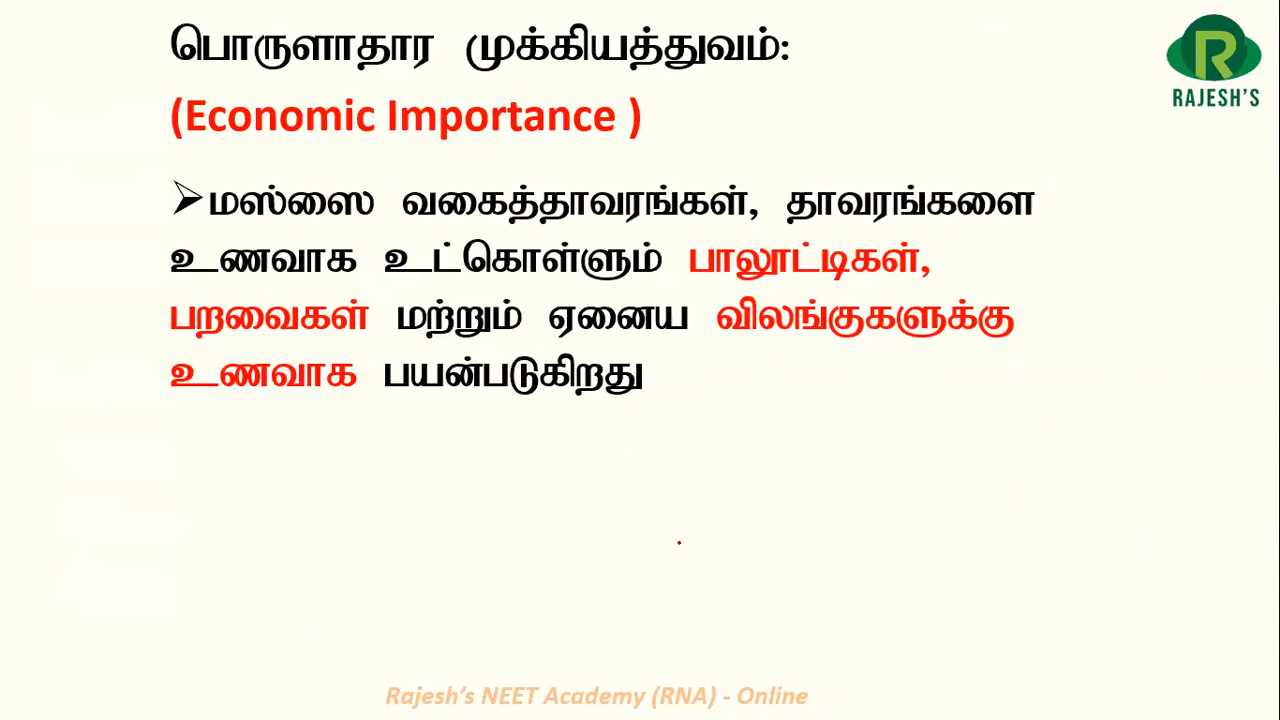 பொருளாதார முக்கியத்துவம்:
(Economic Importance )
➢மஸ்ஸை வகைத்தாவரங்கள், தாவரங்களை
உணவாக உட்கொள்ளும் பாலூட்டிகள்,
பறவைகள் மற்றும் ஏனைய விலங்குகளுக்கு
உணவாக பயன்படுகிறது
R
RAJESH'S
Rajesh's NEET Academy (RNA) - Online